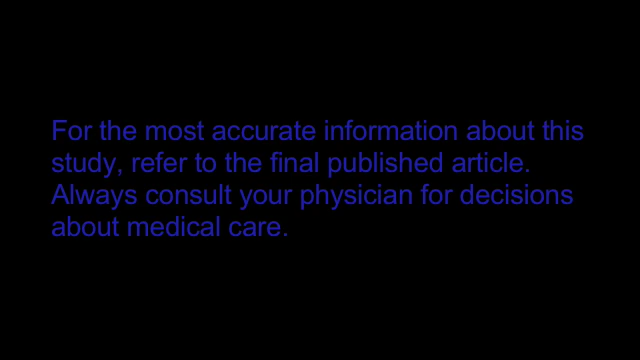 For the most accurate information about this
study, refer to the final published article.
Always consult your physician for decisions
about medical care.